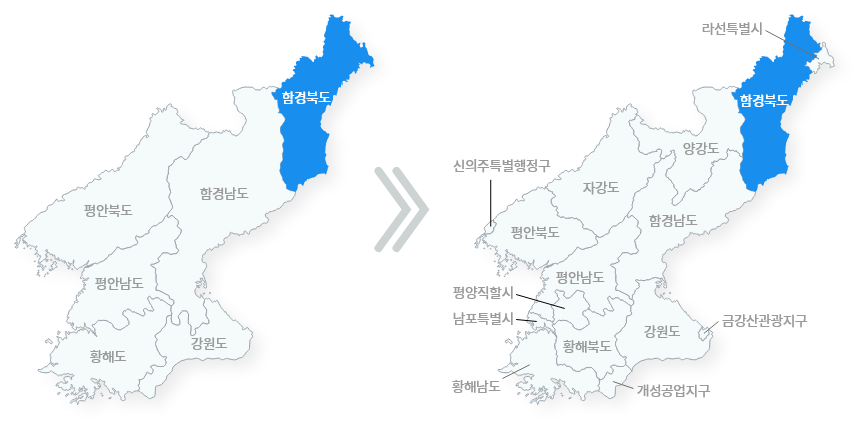 함경북도
함경남도
평안북도
평안남도
황해도
강원도
라선특별시
함경북도
양강도
신의주특별행정구
자강도
함경남도
평안북도
평안남도
평양직할시
남포특별시
금강산관광지구
강원도
황해북도
황해남도
개성공업지구